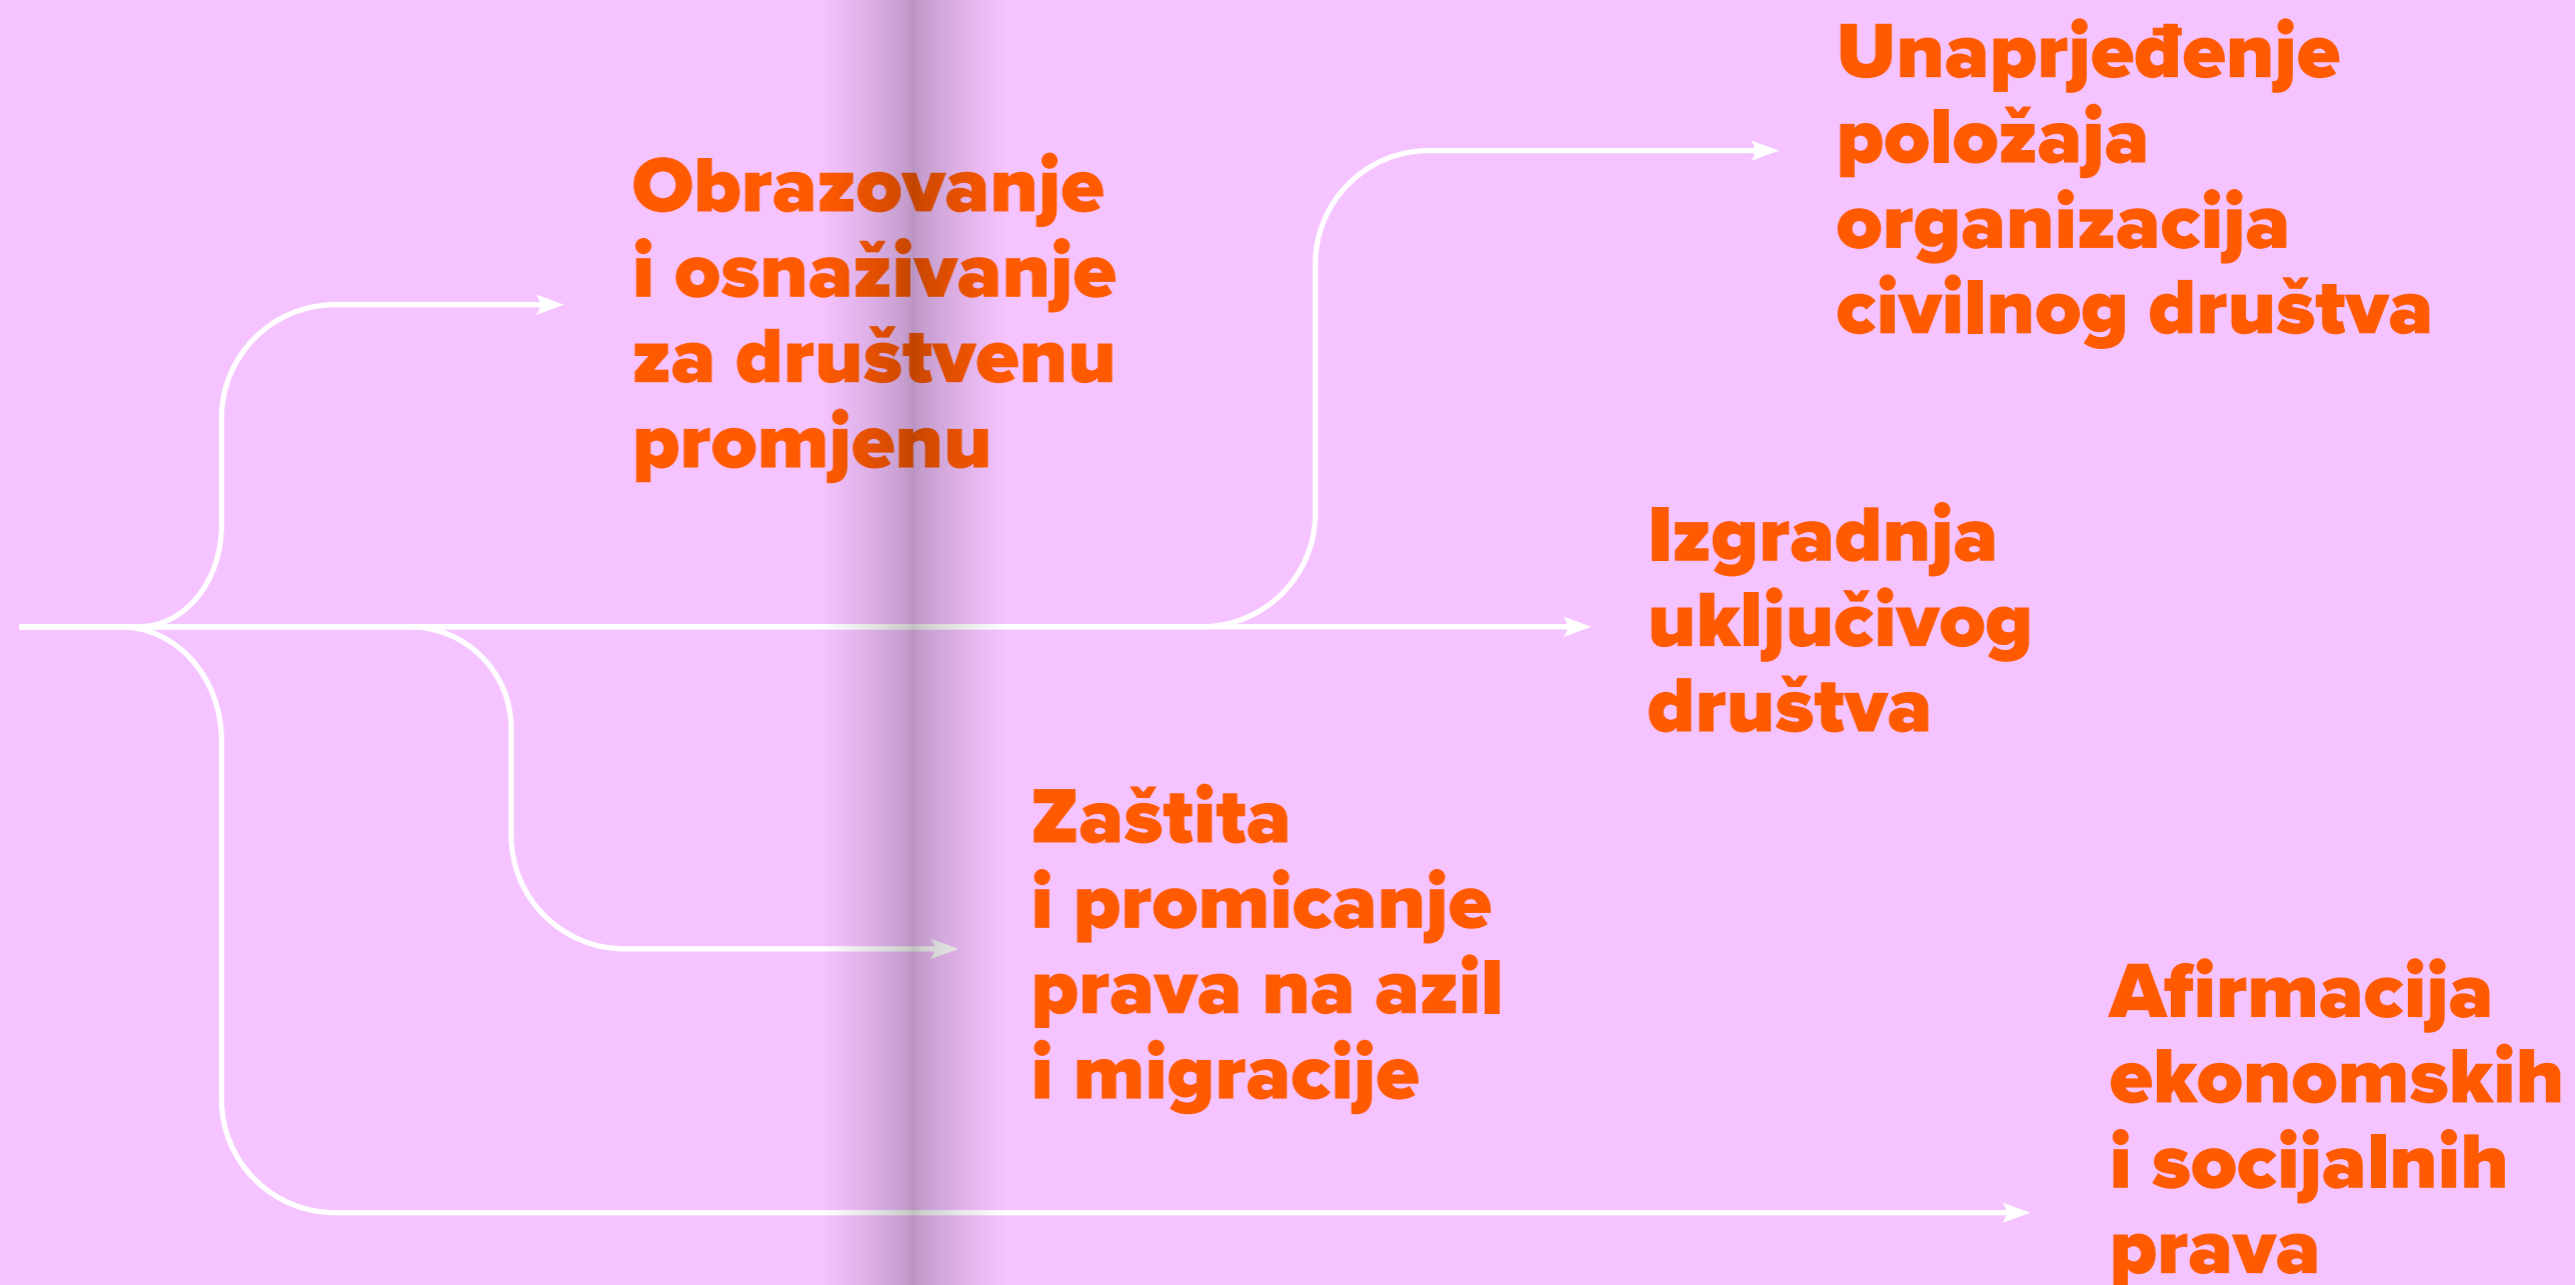 Obrazovanje
i osnaživanje
za društvenu
promjenu
Unaprjeđenje
položaja
organizacija
civilnog društva
Izgradnja
uključivog
društva
Zaštita
i promicanje
prava na azil
i migracije
Afirmacija
ekonomskih
i socijalnih
prava